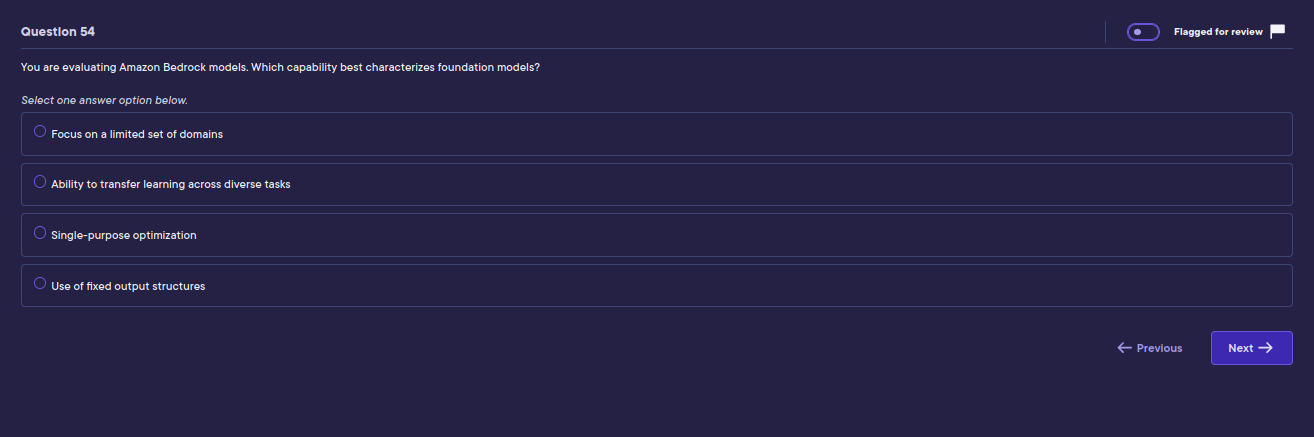 Question 54
Flagged for review
You are evaluating Amazon Bedrock models. Which capability best characterizes foundation models?
Select one answer option below.
Focus on a limited set of domains
Ability to transfer learning across diverse tasks
Single-purpose optimization
Use of fixed output structures
Previous
Next